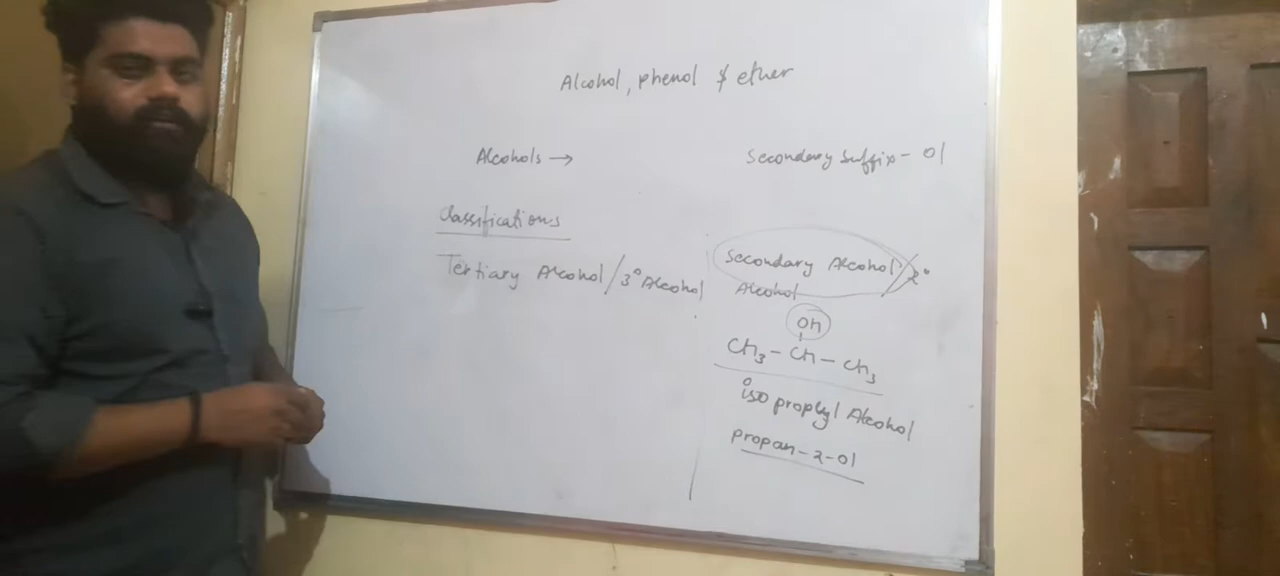 Alcohol, phenol & ether
Alcohols →
Secondary Suffix - ol
Classifications
Tertiary Alcohol / 3° Alcohol
Secondary Alcohol / 2°
Alcohol
OH
CH3 - CH - CH3
iso prophyl Alcohol
propan-2-ol